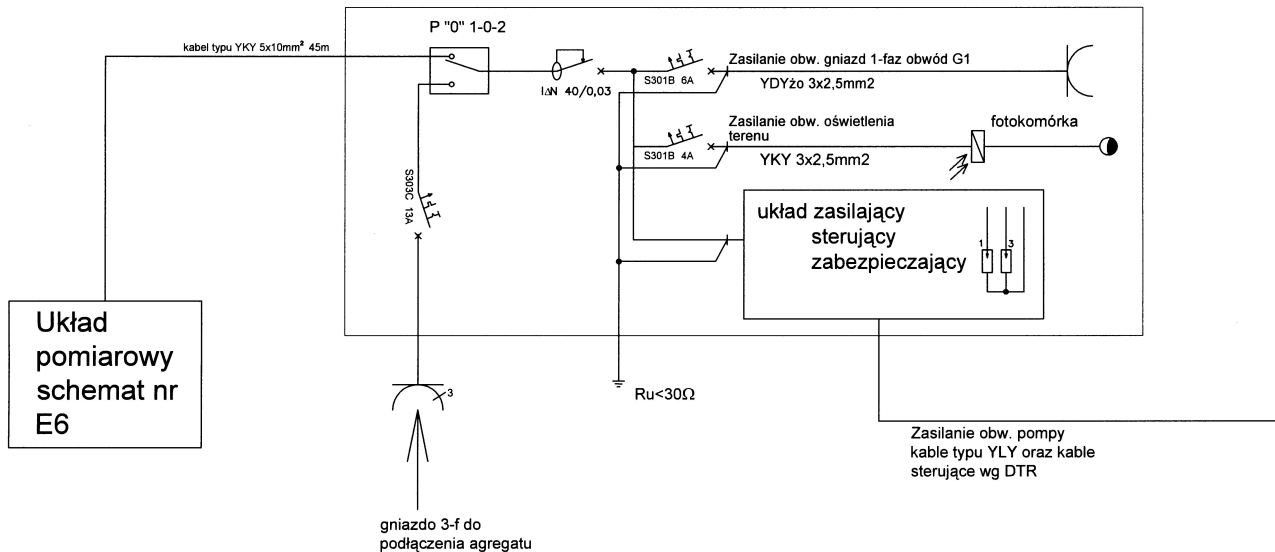 P "0" 1-0-2
kabel typu YKY 5x10mm² 45m
IΔN 40/0,03
S301B 6A
Zasilanie obw. gniazd 1-faz obwód G1
YDYżo 3x2,5mm2
S301B 4A
Zasilanie obw. oświetlenia
terenu
YKY 3x2,5mm2
fotokomórka
S303C 13A
układ zasilający
sterujący
zabezpieczający
1
3
Układ
pomiarowy
schemat nr
E6
3
Ru<30Ω
Zasilanie obw. pompy
kable typu YLY oraz kable
sterujące wg DTR
gniazdo 3-f do
podłączenia agregatu